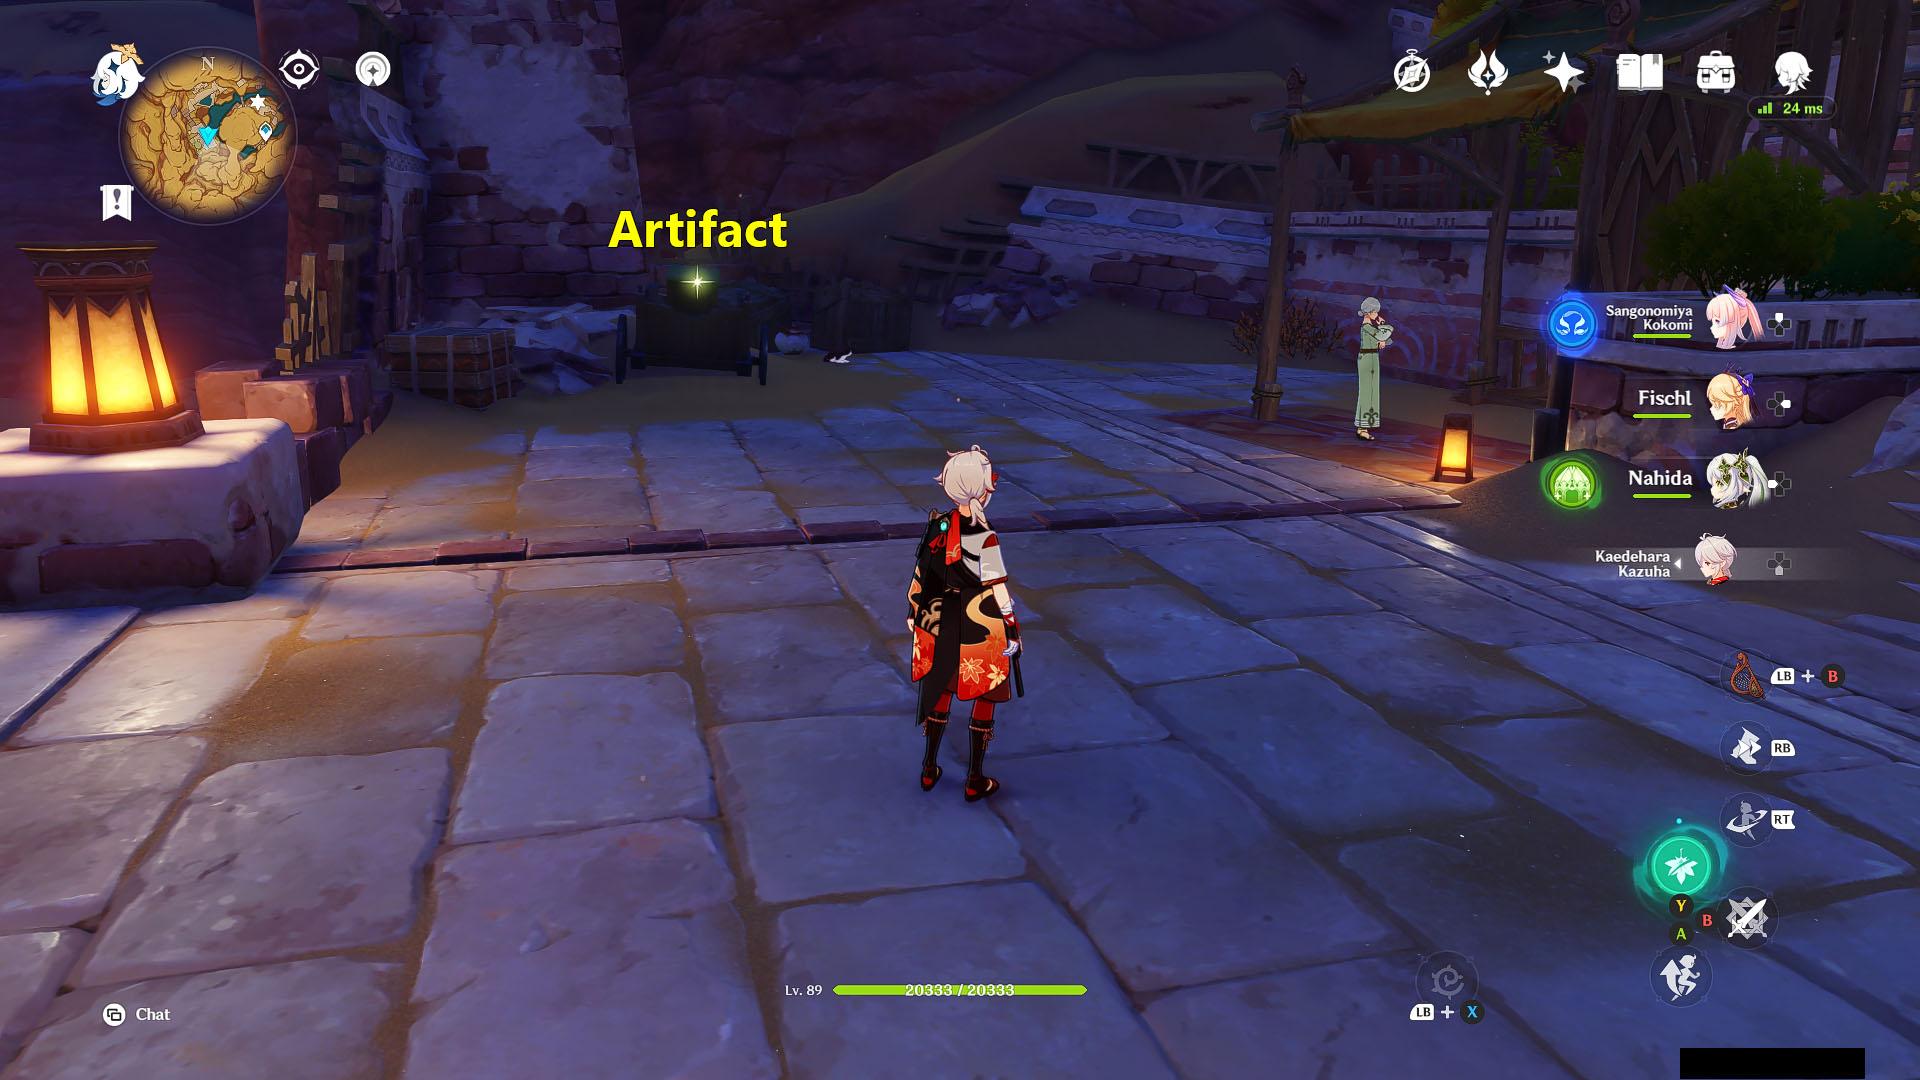 N
24 ms
Artifact
Sangonomiya
Kokomi
Fischl
Nahida
Kaedehara
Kazuha
LB + B
RB
RT
Y
B
A
Lv. 89 20333 / 20333
LB + X
Chat